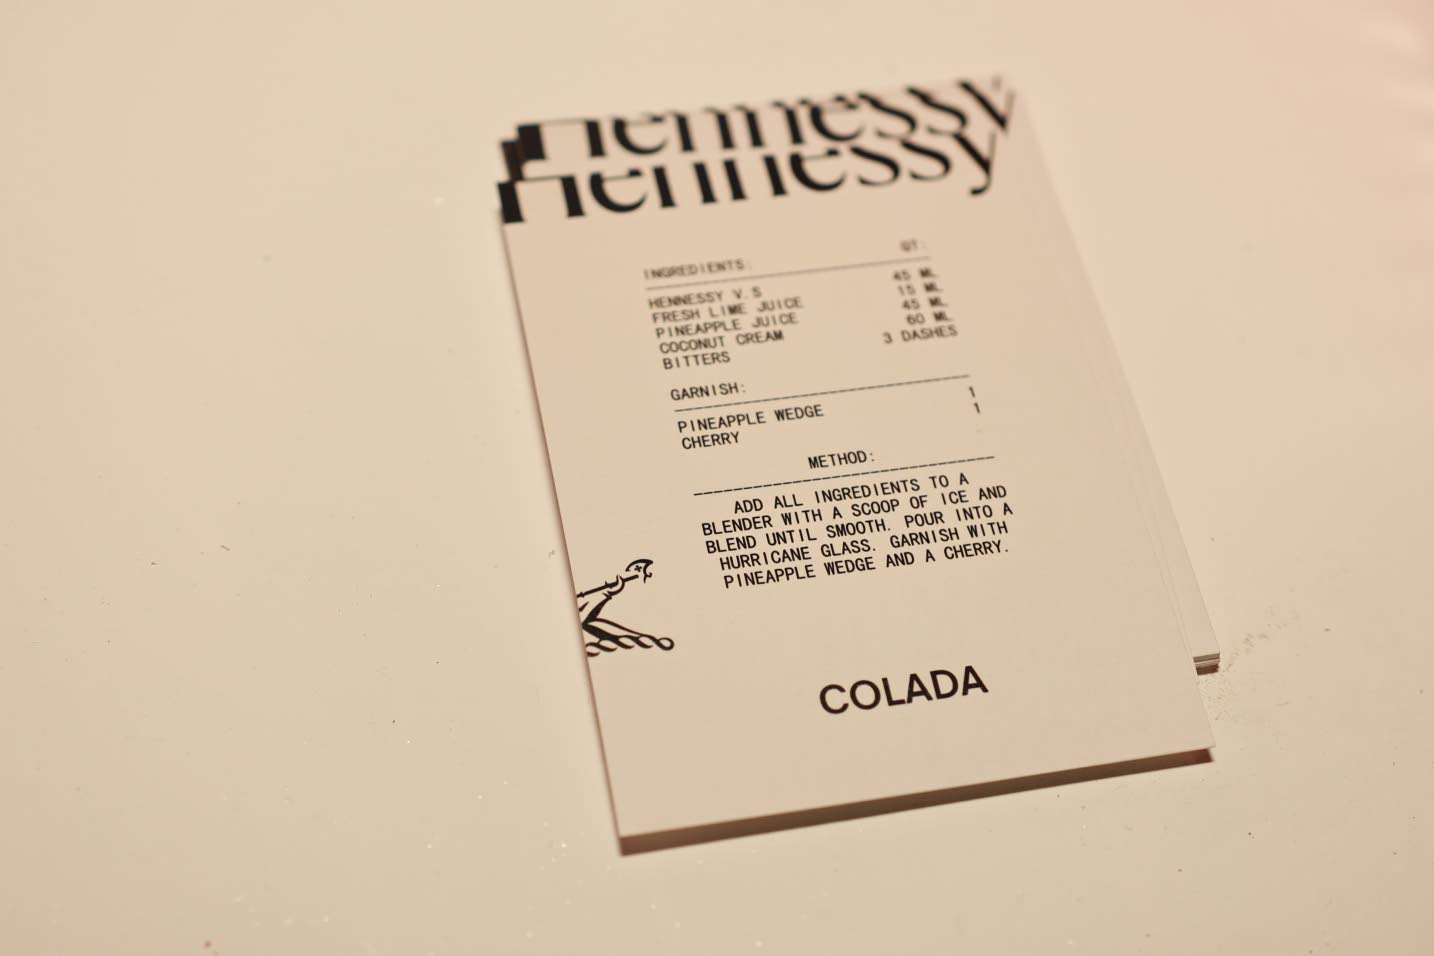 Hennessy
Hennessy
INGREDIENTS: QT:
HENNESSY V.S 45 ML
FRESH LIME JUICE 15 ML
PINEAPPLE JUICE 45 ML
COCONUT CREAM 60 ML
BITTERS 3 DASHES
GARNISH:
PINEAPPLE WEDGE 1
CHERRY 1
METHOD:
ADD ALL INGREDIENTS TO A
BLENDER WITH A SCOOP OF ICE AND
BLEND UNTIL SMOOTH. POUR INTO A
HURRICANE GLASS. GARNISH WITH
PINEAPPLE WEDGE AND A CHERRY.
COLADA